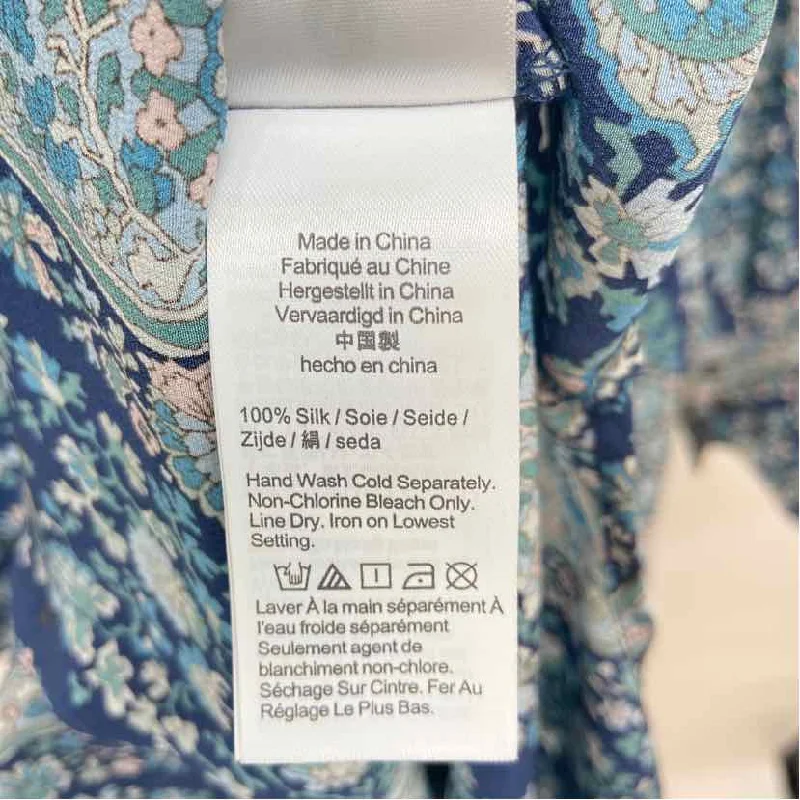 Made in China
Fabriqué au Chine
Hergestellt in China
Vervaardigd in China
中国製
hecho en china
100% Silk / Soie / Seide /
Zijde / 絹 / seda
Hand Wash Cold Separately.
Non-Chlorine Bleach Only.
Line Dry. Iron on Lowest
Setting.
Laver À la main séparément À
l'eau froide séparément
Seulement agent de
blanchiment non-chlore.
Séchage Sur Cintre. Fer Au
Réglage Le Plus Bas.